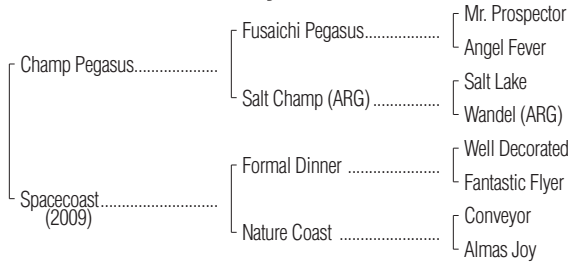 Mr. Prospector
Fusaichi Pegasus..................
Angel Fever
Champ Pegasus....................
Salt Lake
Salt Champ (ARG) ................
Wandel (ARG)
Well Decorated
Formal Dinner ......................
Fantastic Flyer
Spacecoast............................
(2009)
Conveyor
Nature Coast ........................
Almas Joy